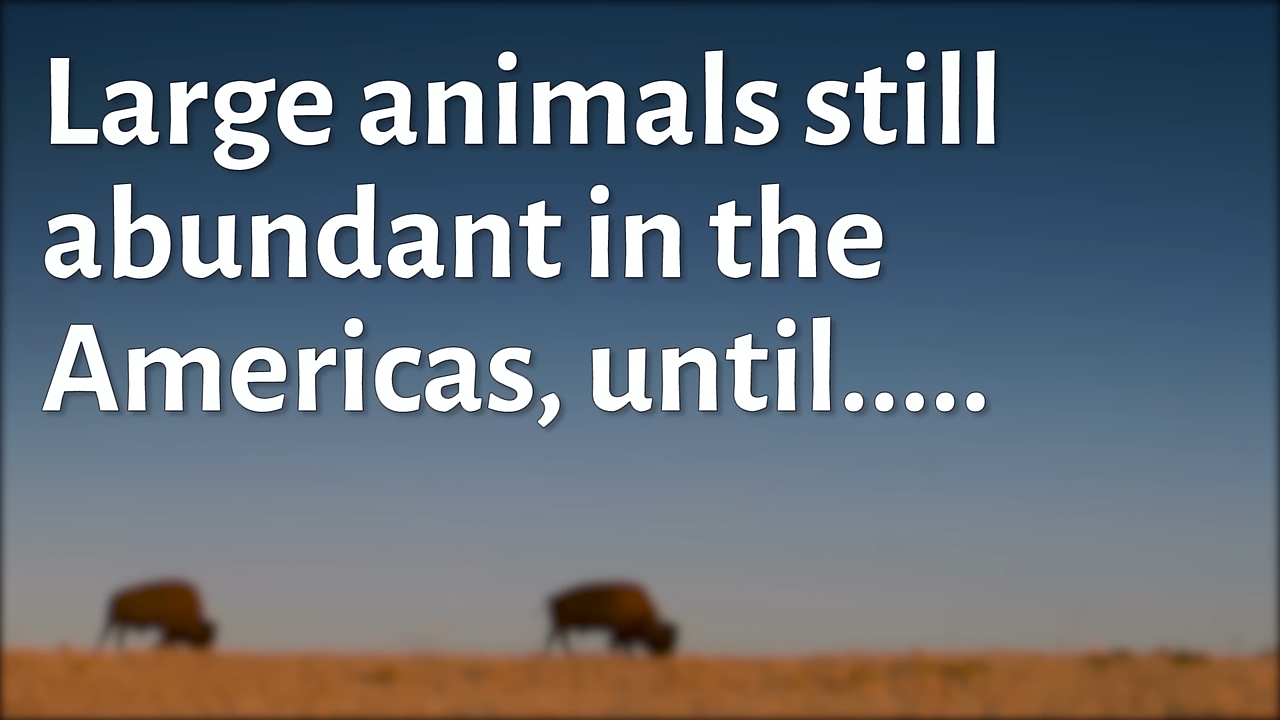 Large animals still
abundant in the
Americas, until.....